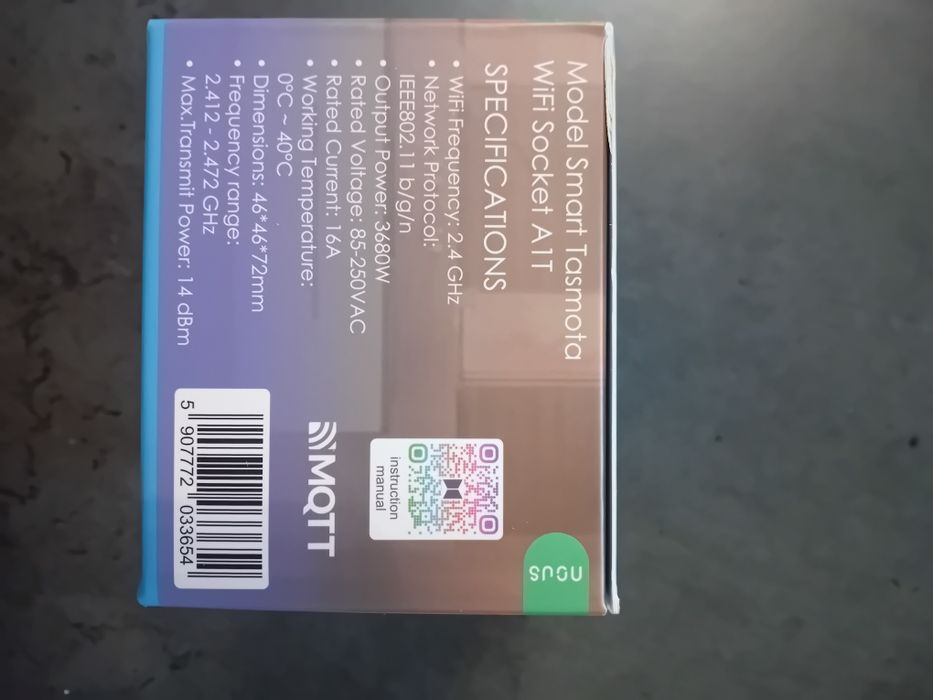 Model Smart Tasmota
WiFi Socket A1T
SPECIFICATIONS
• WiFi Frequency: 2.4 GHz
• Network Protocol:
IEEE802.11 b/g/n
• Output Power: 3680W
• Rated Voltage: 85-250VAC
• Rated Current: 16A
• Working Temperature:
0°C ~ 40°C
• Dimensions: 46*46*72mm
• Frequency range:
2.412 - 2.472 GHz
• Max.Transmit Power: 14 dBm
nous
instruction
manual
MQTT
5 907772 033654